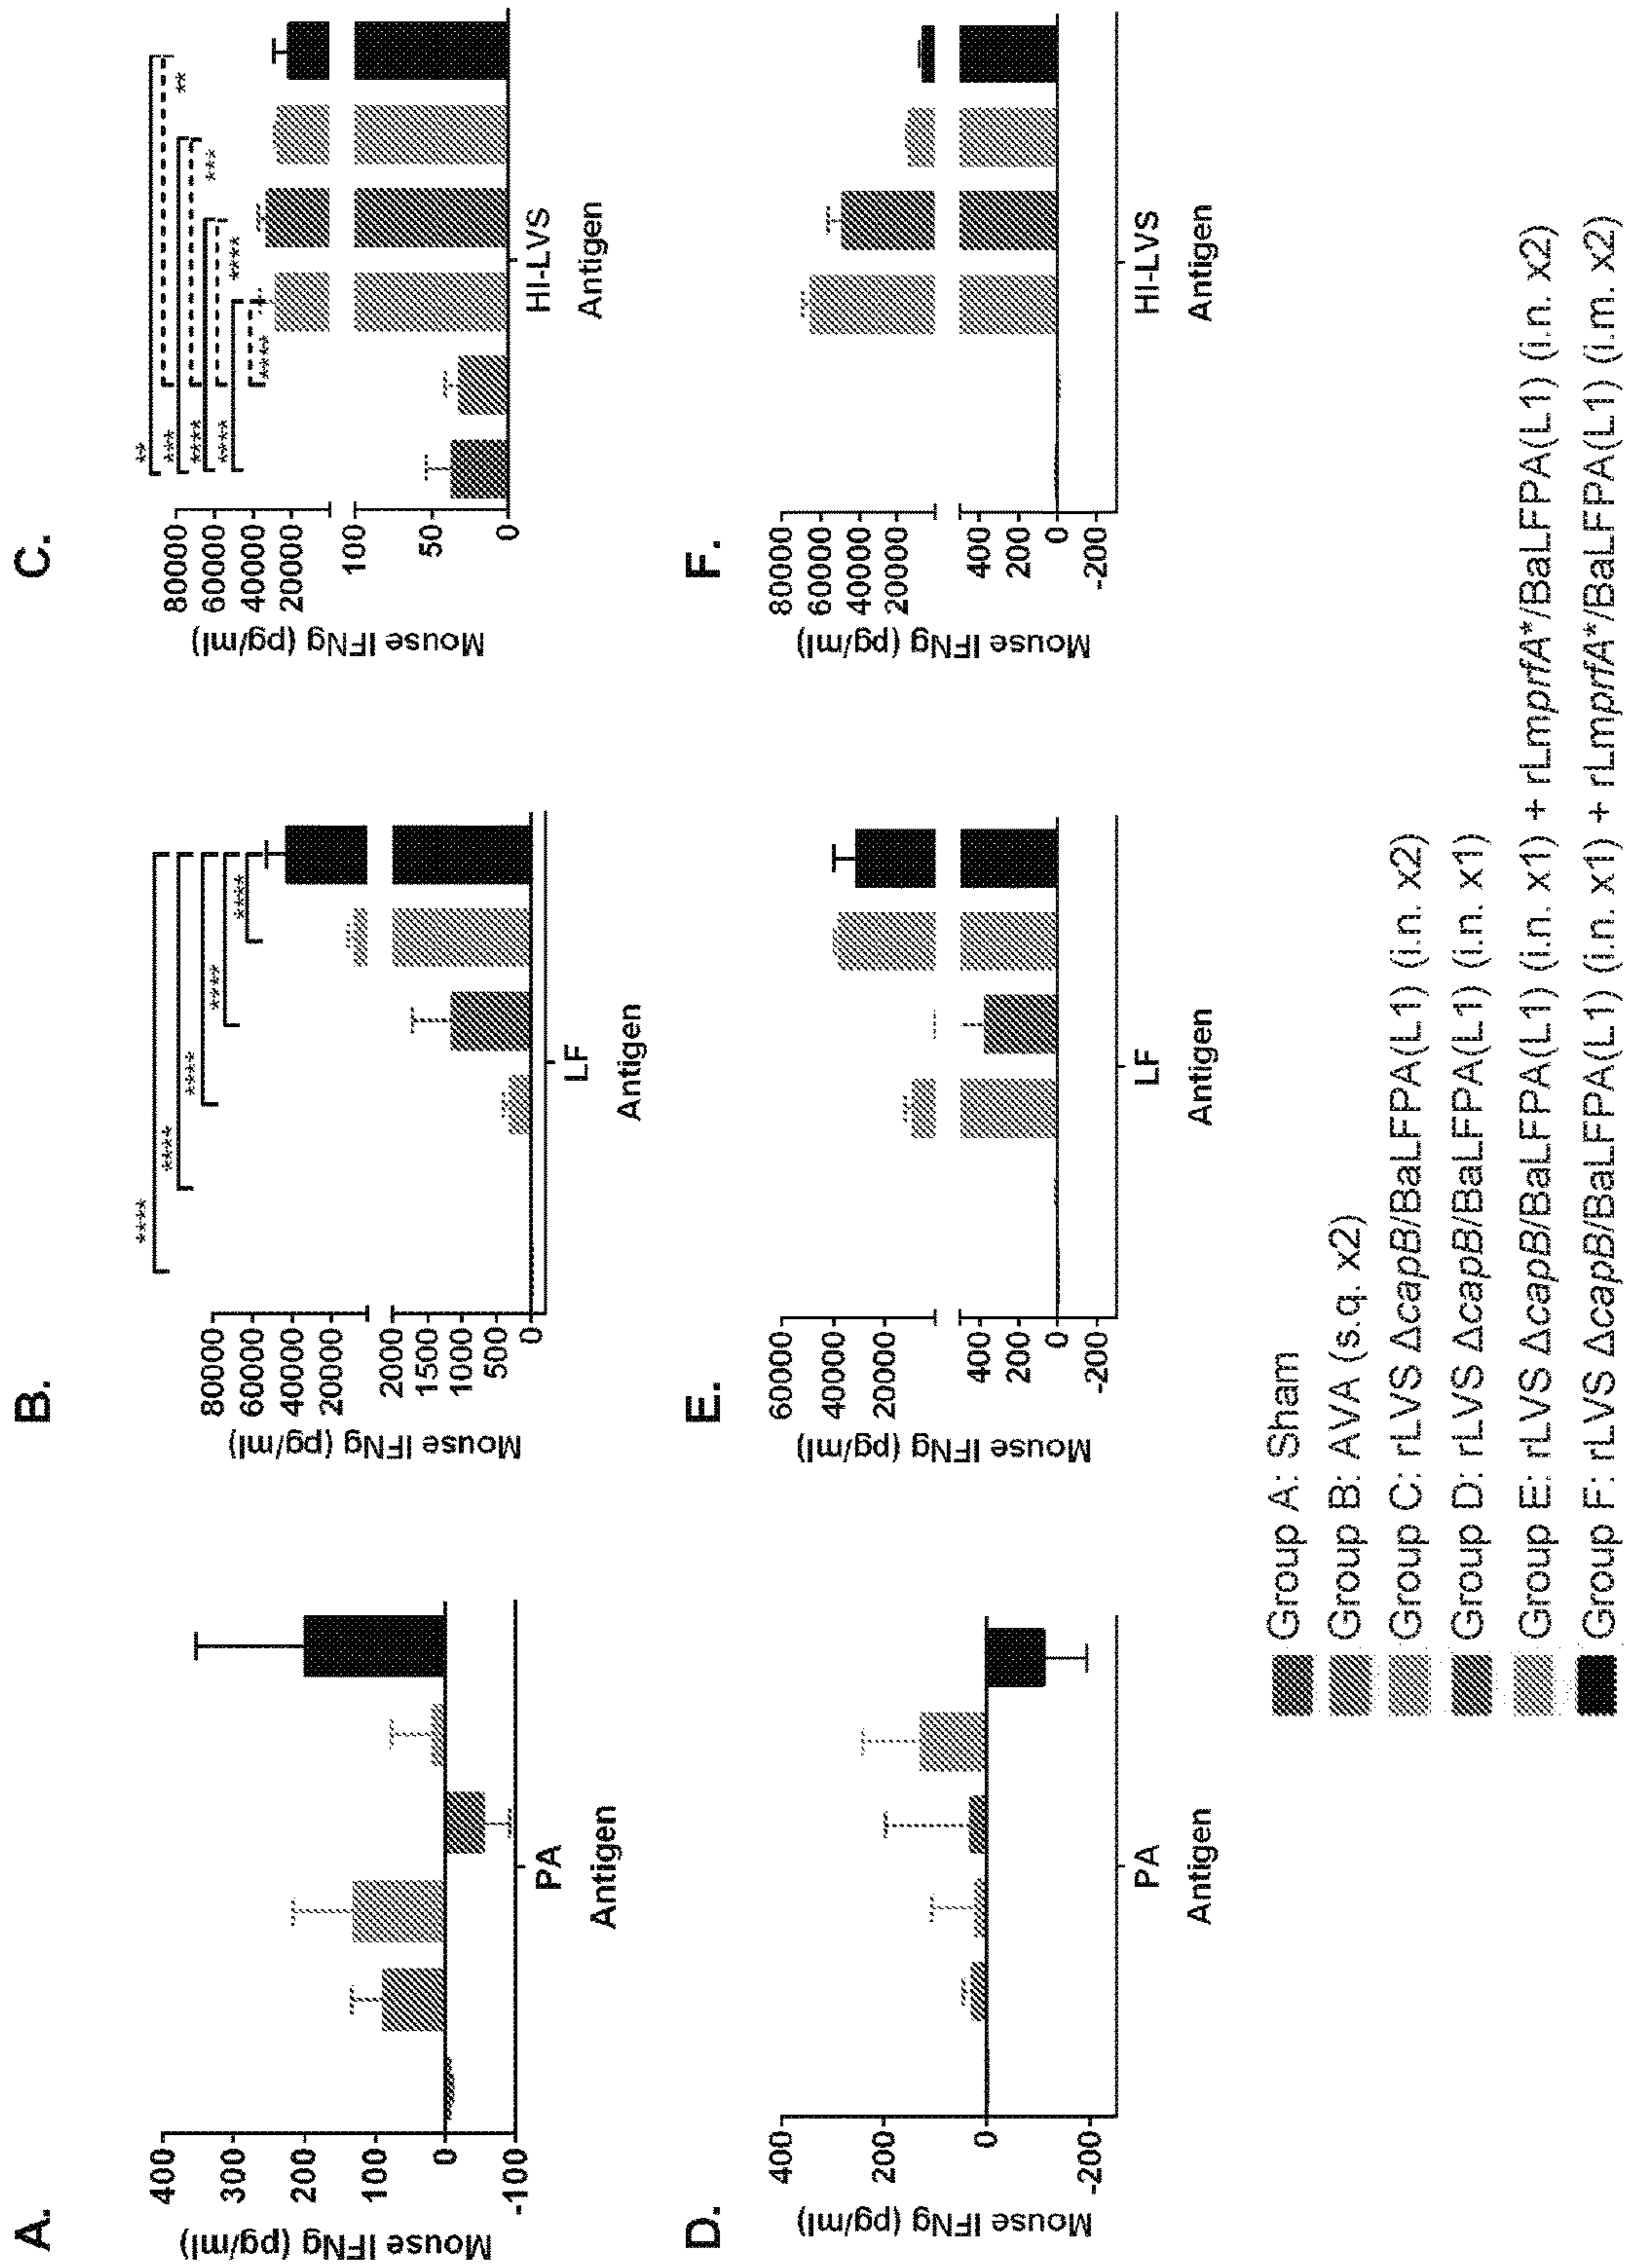 A.
400
300
200
100
0
-100
Mouse IFNg (pg/ml)
PA
Antigen
B.
****
****
****
****
****
80000
60000
40000
20000
2000
1500
1000
500
0
Mouse IFNg (pg/ml)
LF
Antigen
C.
**
***
****
****
**
***
****
****
80000
60000
40000
20000
100
50
0
Mouse IFNg (pg/ml)
HI-LVS
Antigen
D.
400
200
0
-200
Mouse IFNg (pg/ml)
PA
Antigen
E.
60000
40000
20000
400
200
0
-200
Mouse IFNg (pg/ml)
LF
Antigen
F.
80000
60000
40000
20000
400
200
0
-200
Mouse IFNg (pg/ml)
HI-LVS
Antigen
Group A: Sham
Group B: AVA (s.q. x2)
Group C: rLVS ΔcapB/BaLFPA(L1) (i.n. x2)
Group D: rLVS ΔcapB/BaLFPA(L1) (i.n. x1)
Group E: rLVS ΔcapB/BaLFPA(L1) (i.n. x1) + rLmprfA*/BaLFPA(L1) (i.n. x2)
Group F: rLVS ΔcapB/BaLFPA(L1) (i.n. x1) + rLmprfA*/BaLFPA(L1) (i.m. x2)